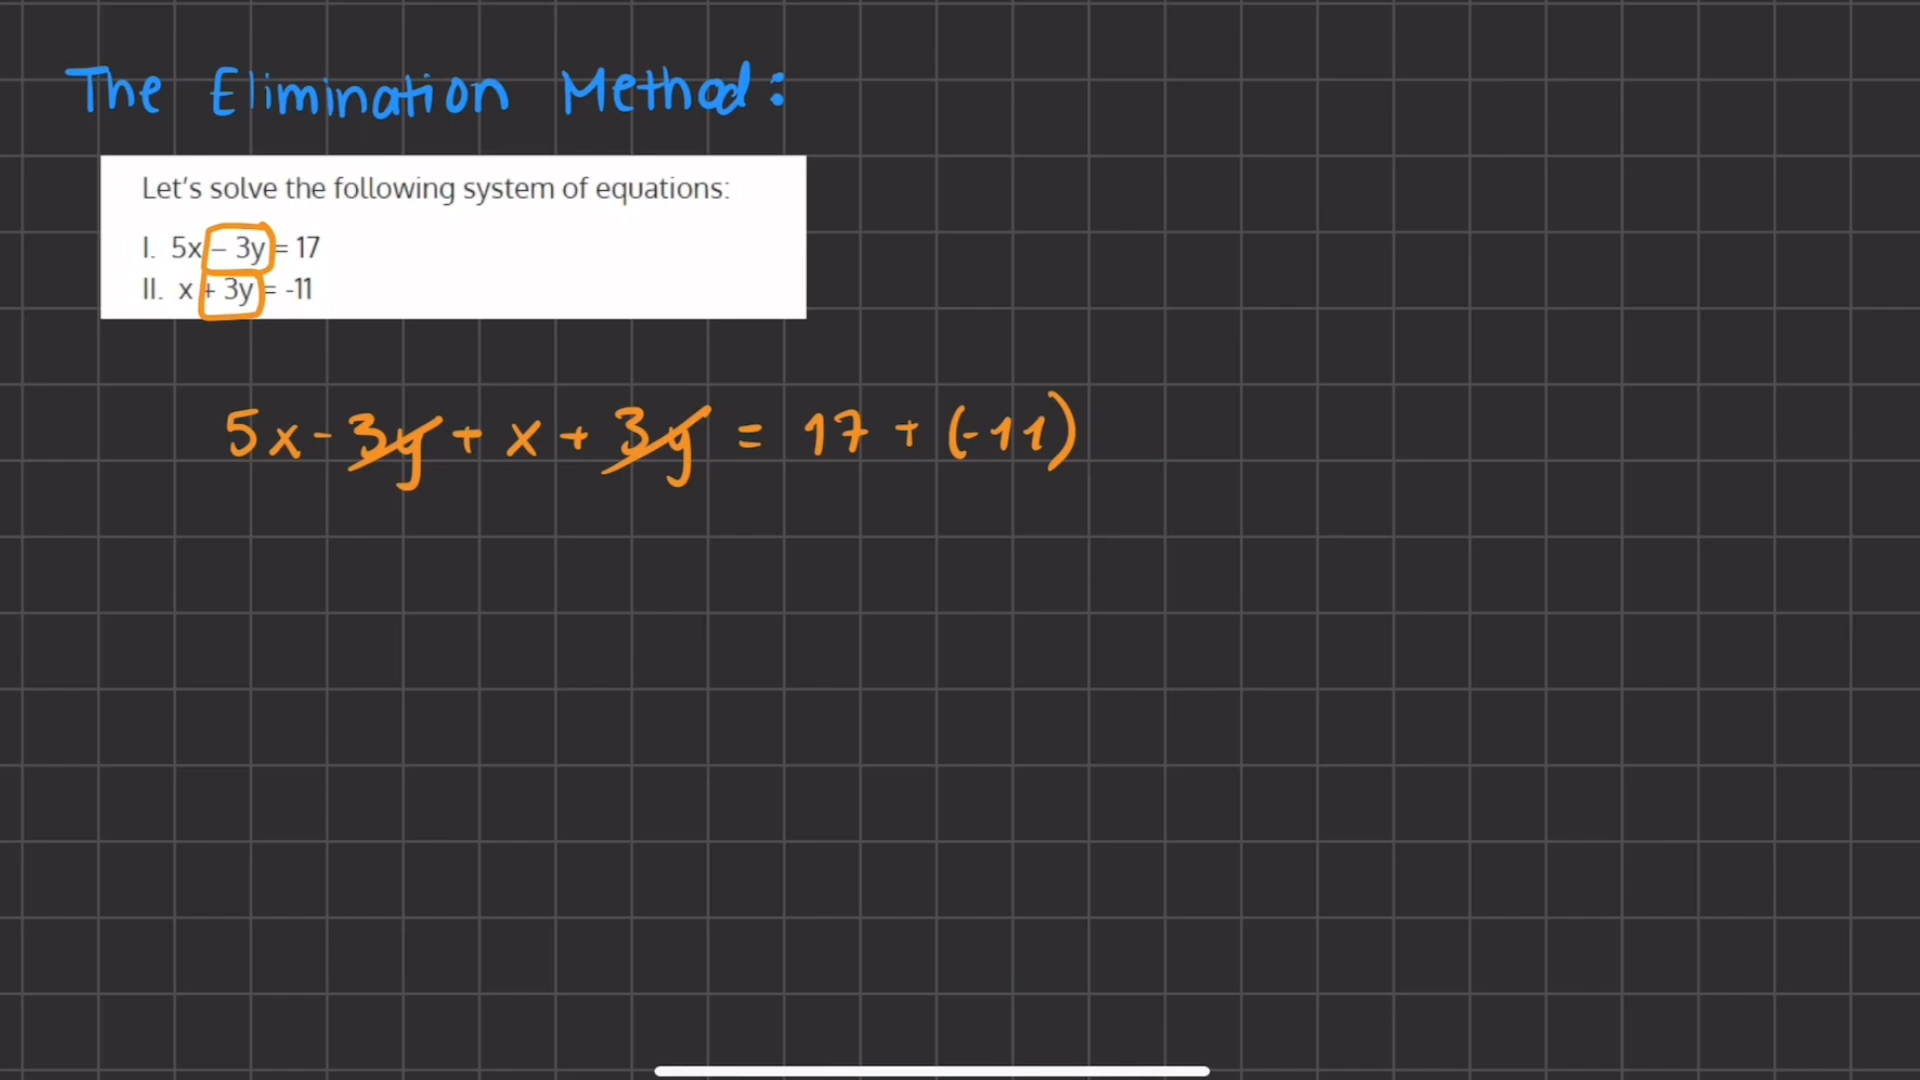 The Elimination Method:
Let's solve the following system of equations:
I. 5x – 3y = 17
II. x + 3y = -11
5x - 3y + x + 3y = 17 + (-11)